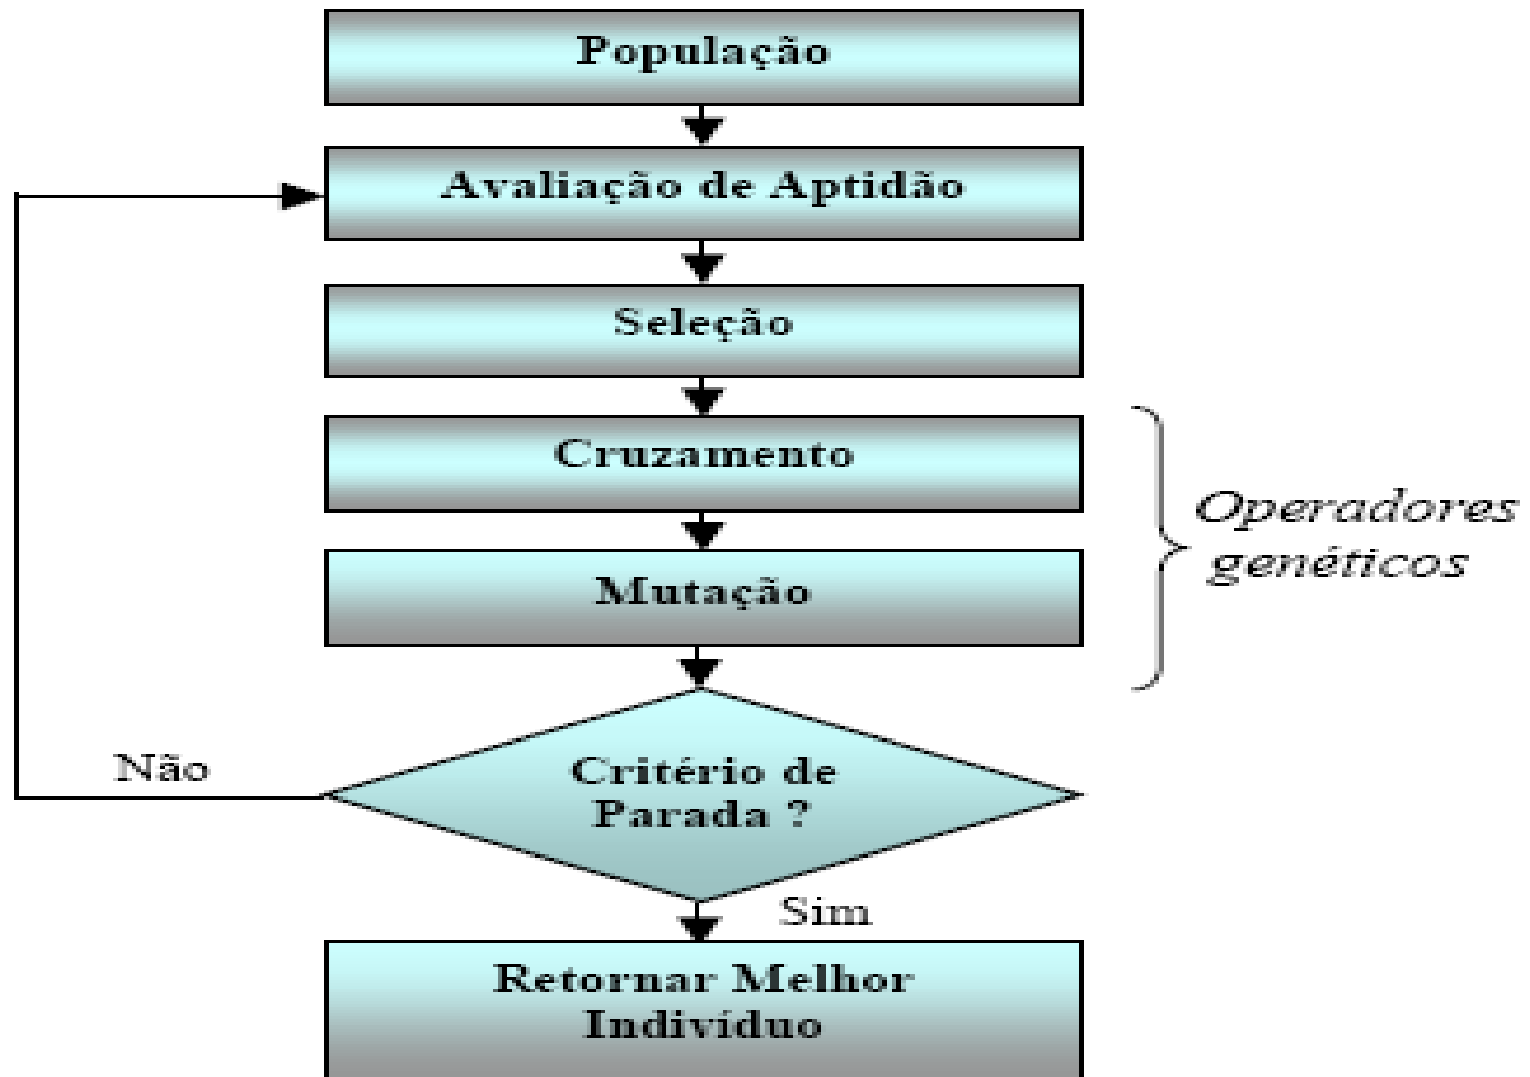 População
Avaliação de Aptidão
Seleção
Cruzamento
Mutação
Operadores
genéticos
Critério de
Parada ?
Não
Sim
Retornar Melhor
Indivíduo